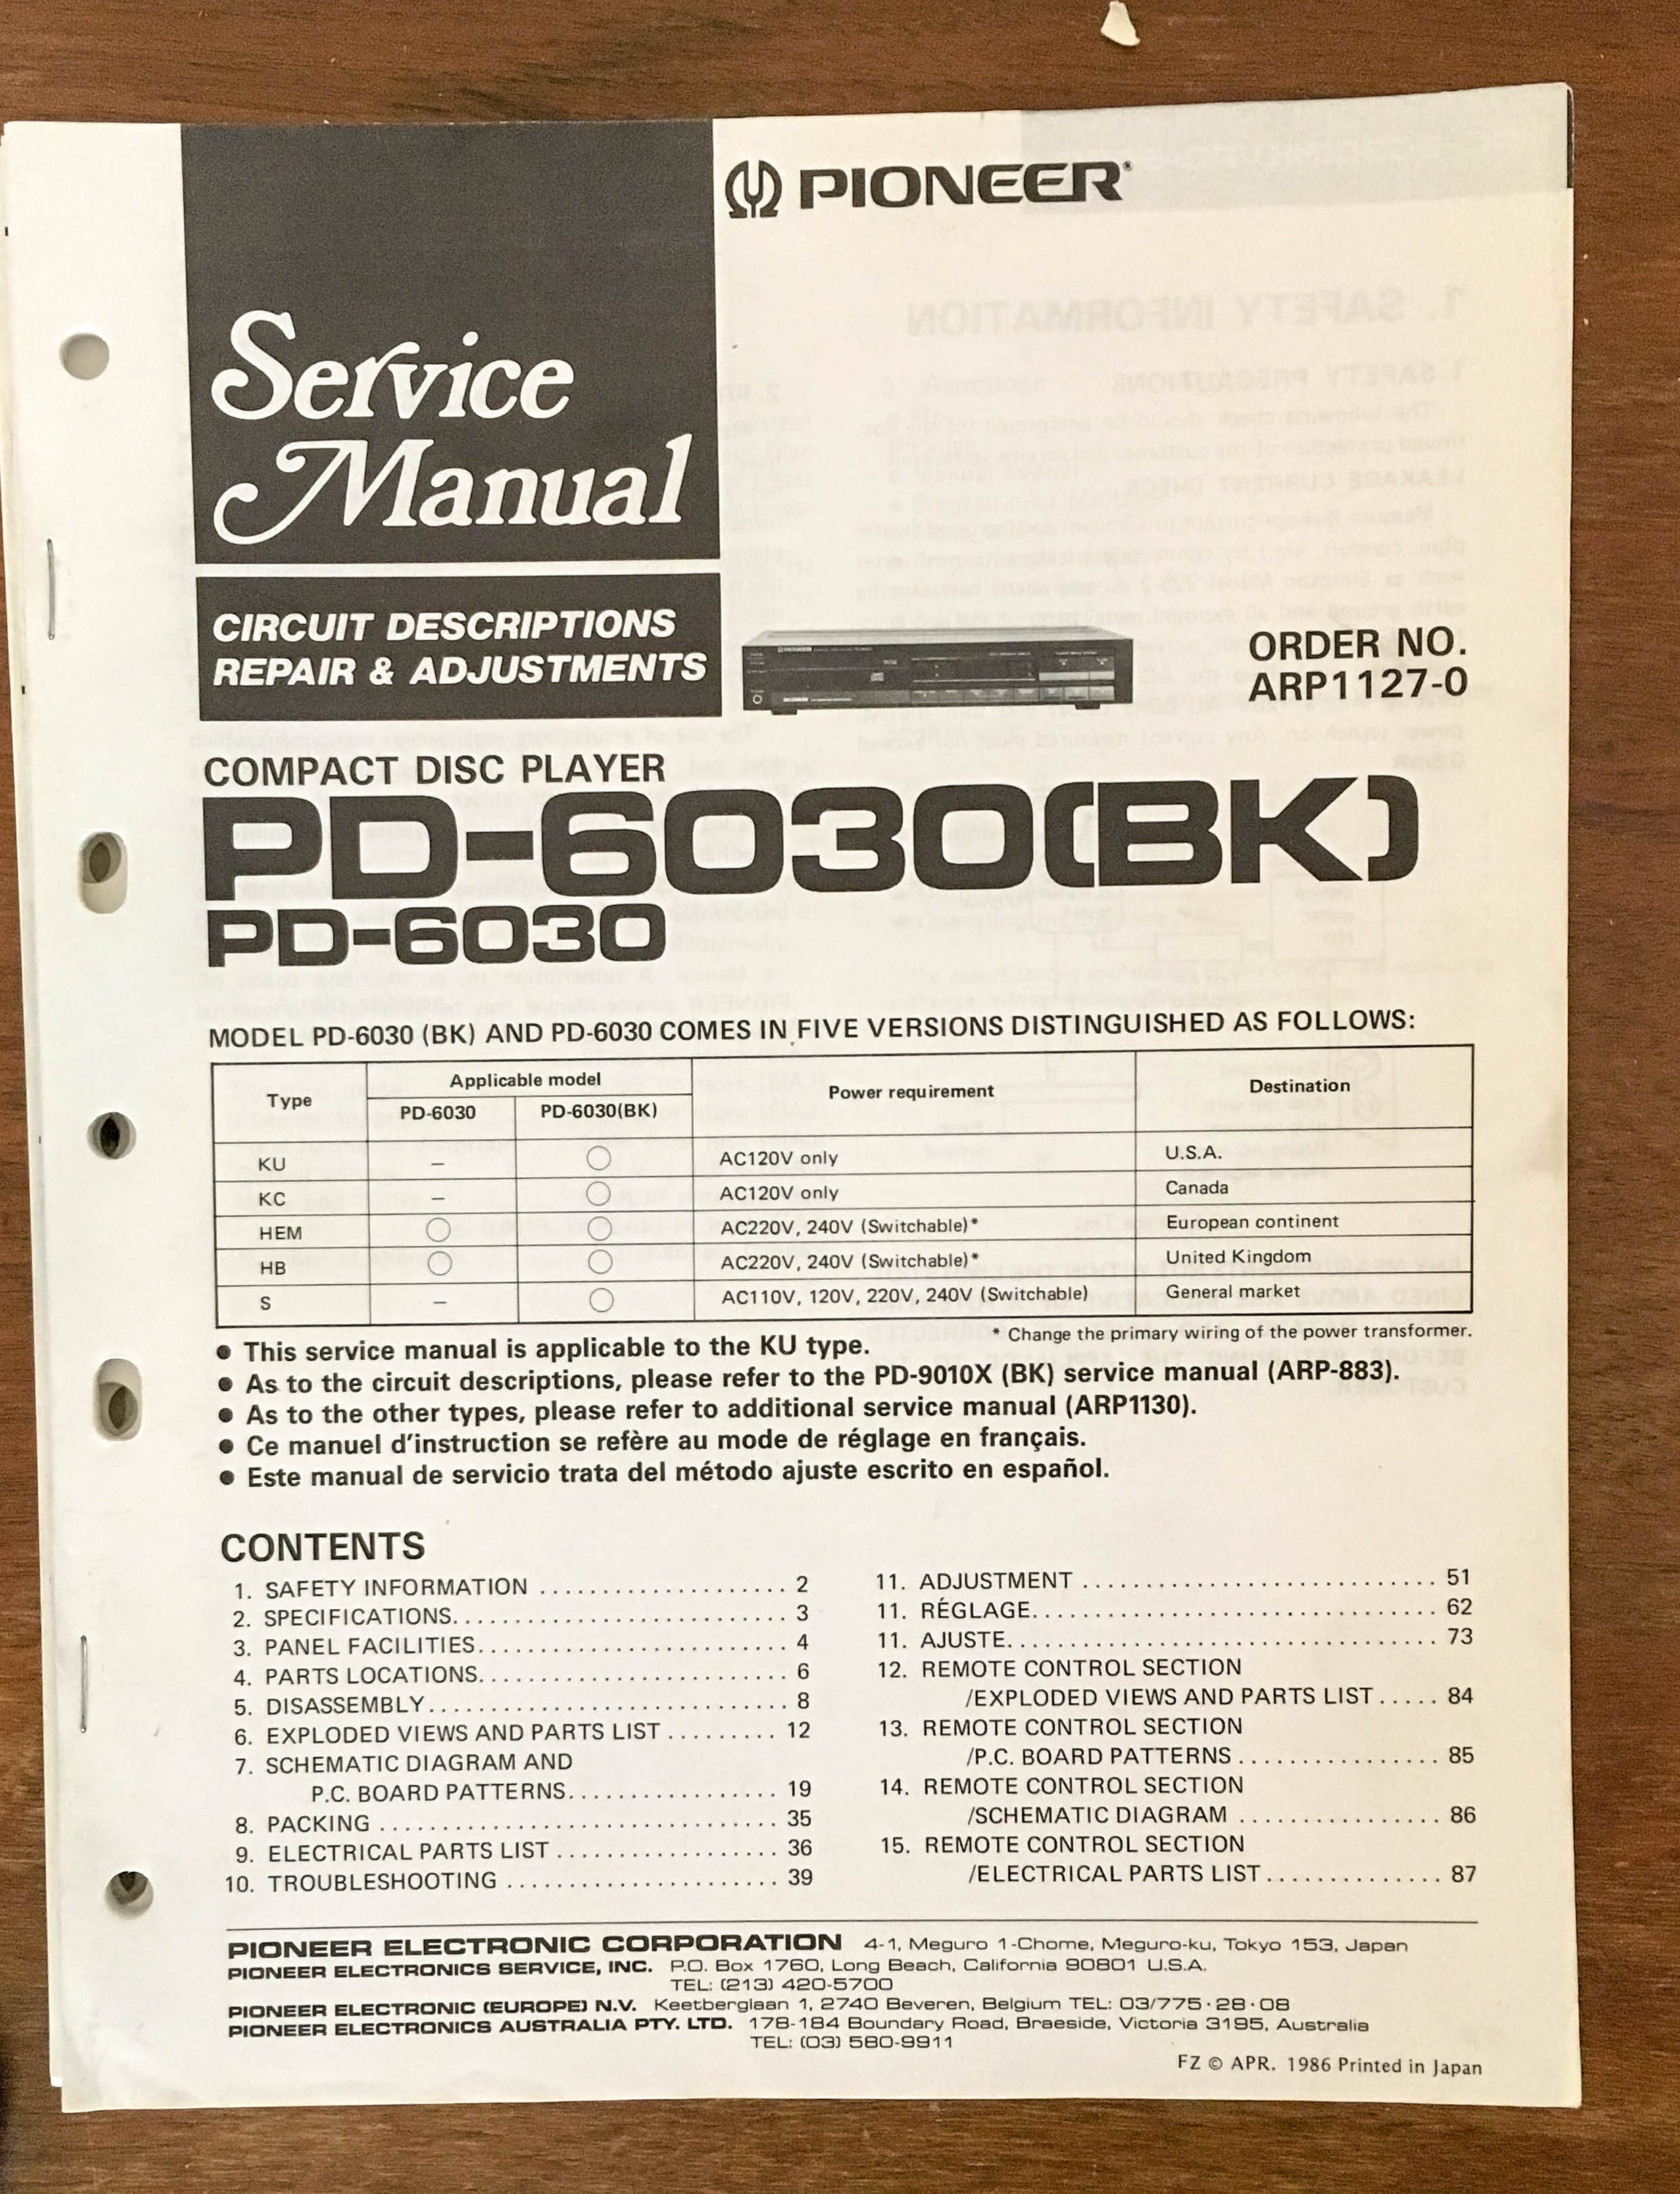 PIONEER®
Service
Manual
CIRCUIT DESCRIPTIONS
REPAIR & ADJUSTMENTS
ORDER NO.
ARP1127-0
COMPACT DISC PLAYER
PD-6030(BK)
PD-6030
MODEL PD-6030 (BK) AND PD-6030 COMES IN FIVE VERSIONS DISTINGUISHED AS FOLLOWS:
Type Applicable model Power requirement Destination
PD-6030 PD-6030(BK)
KU – ○ AC120V only U.S.A.
KC – ○ AC120V only Canada
HEM ○ ○ AC220V, 240V (Switchable)* European continent
HB ○ ○ AC220V, 240V (Switchable)* United Kingdom
S – ○ AC110V, 120V, 220V, 240V (Switchable) General market
* Change the primary wiring of the power transformer.
● This service manual is applicable to the KU type.
● As to the circuit descriptions, please refer to the PD-9010X (BK) service manual (ARP-883).
● As to the other types, please refer to additional service manual (ARP1130).
● Ce manuel d'instruction se refère au mode de réglage en français.
● Este manual de servicio trata del método ajuste escrito en español.
CONTENTS
1. SAFETY INFORMATION .................... 2
2. SPECIFICATIONS.......................... 3
3. PANEL FACILITIES........................ 4
4. PARTS LOCATIONS........................ 6
5. DISASSEMBLY............................ 8
6. EXPLODED VIEWS AND PARTS LIST ......... 12
7. SCHEMATIC DIAGRAM AND
P.C. BOARD PATTERNS................. 19
8. PACKING ............................... 35
9. ELECTRICAL PARTS LIST .................. 36
10. TROUBLESHOOTING ...................... 39
11. ADJUSTMENT ............................ 51
11. RÉGLAGE................................ 62
11. AJUSTE.................................. 73
12. REMOTE CONTROL SECTION
/EXPLODED VIEWS AND PARTS LIST ..... 84
13. REMOTE CONTROL SECTION
/P.C. BOARD PATTERNS ................ 85
14. REMOTE CONTROL SECTION
/SCHEMATIC DIAGRAM ................ 86
15. REMOTE CONTROL SECTION
/ELECTRICAL PARTS LIST .............. 87
PIONEER ELECTRONIC CORPORATION 4-1, Meguro 1-Chome, Meguro-ku, Tokyo 153, Japan
PIONEER ELECTRONICS SERVICE, INC. P.O. Box 1760, Long Beach, California 90801 U.S.A.
TEL: (213) 420-5700
PIONEER ELECTRONIC (EUROPE) N.V. Keetberglaan 1, 2740 Beveren, Belgium TEL: 03/775·28·08
PIONEER ELECTRONICS AUSTRALIA PTY. LTD. 178-184 Boundary Road, Braeside, Victoria 3195, Australia
TEL: (03) 580-9911
FZ © APR. 1986 Printed in Japan